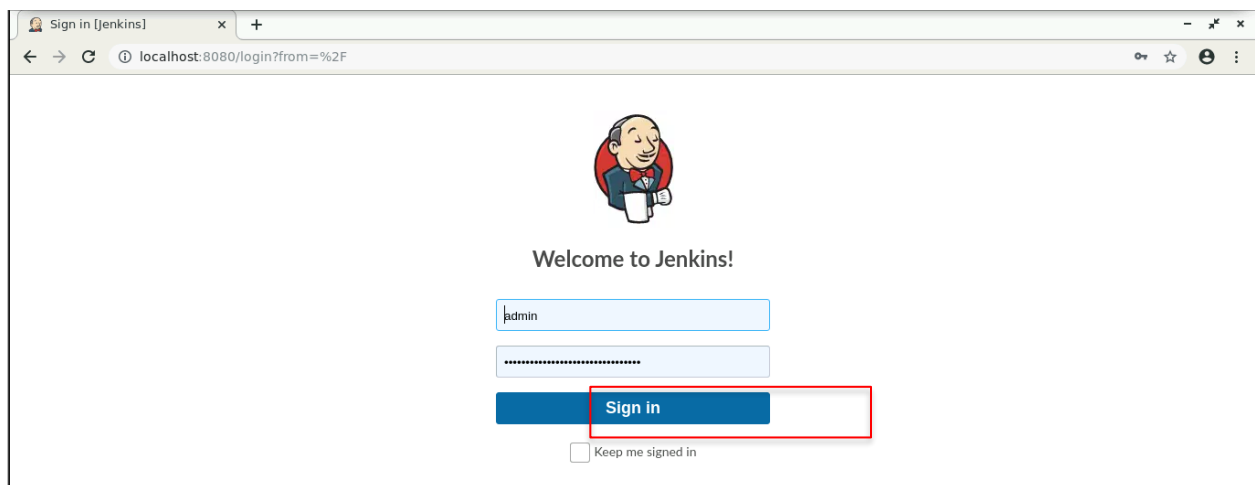 Sign in [Jenkins]
localhost:8080/login?from=%2F
Welcome to Jenkins!
admin
••••••••••••••••••••••••••••••••
Sign in
Keep me signed in